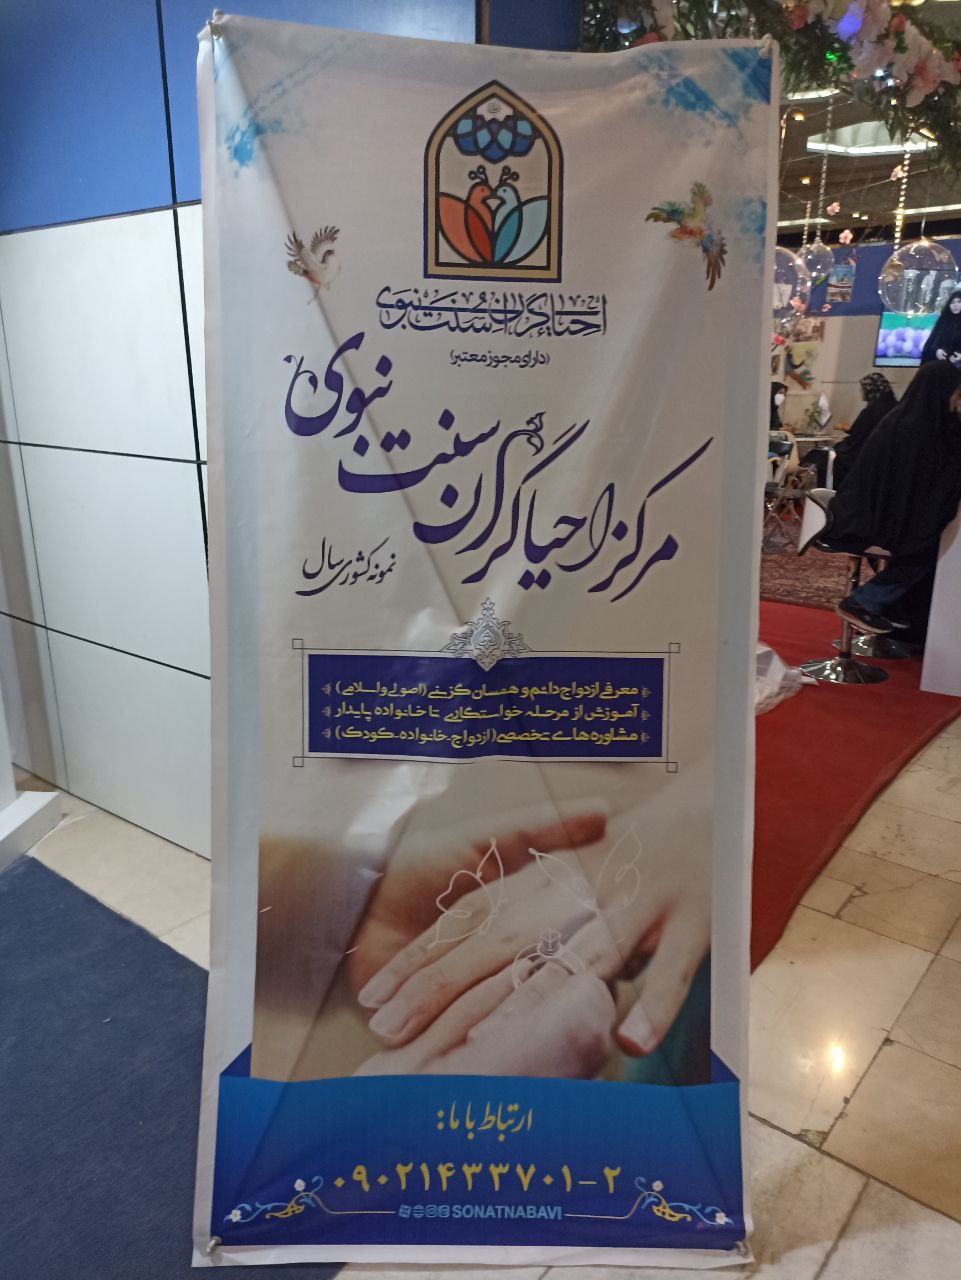 احیاگران سنت نبوی
(دارای مجوز معتبر)
مرکز احیاگران سنت نبوی
نمونه کشوری سال
معرفی ازدواج دائم و همسان گزینی (اصولی و اسلامی)
آموزش از مرحله خواستگاری تا خانواده پایدار
مشاوره های تخصصی (ازدواج.خانواده.کودک)
ارتباط با ما:
۰۹۰۲۱۴۳۳۷۰۱-۲
SONATNABAVI